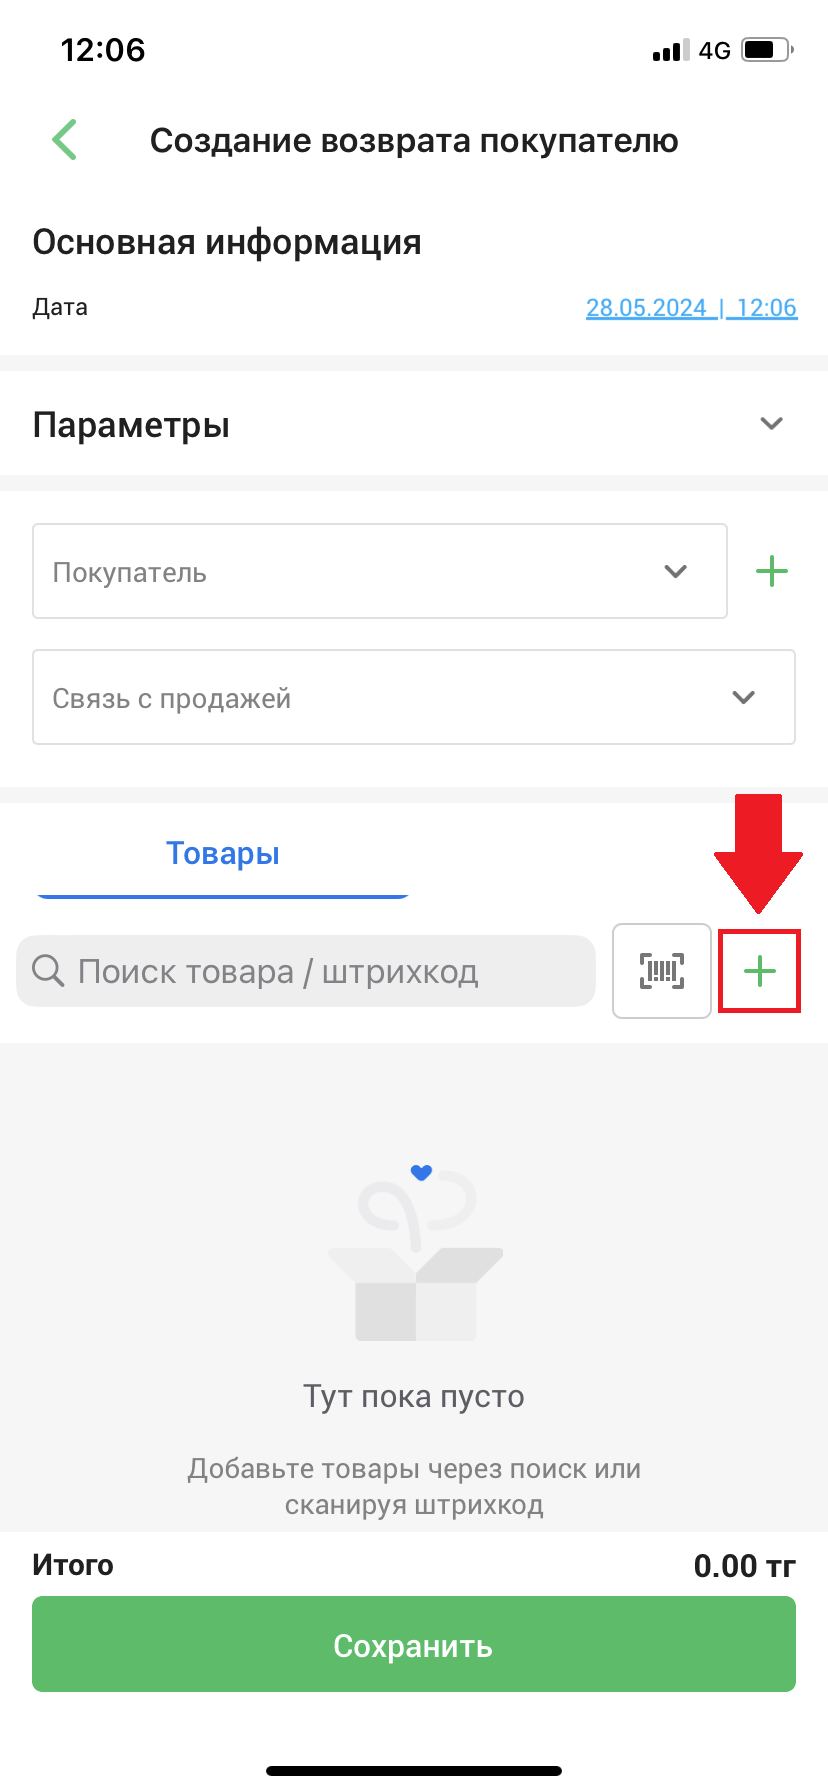 12:06
4G
Создание возврата покупателю
Основная информация
Дата
28.05.2024 | 12:06
Параметры
Покупатель
Связь с продажей
Товары
Поиск товара / штрихкод
Тут пока пусто
Добавьте товары через поиск или
сканируя штрихкод
Итого
0.00 тг
Сохранить